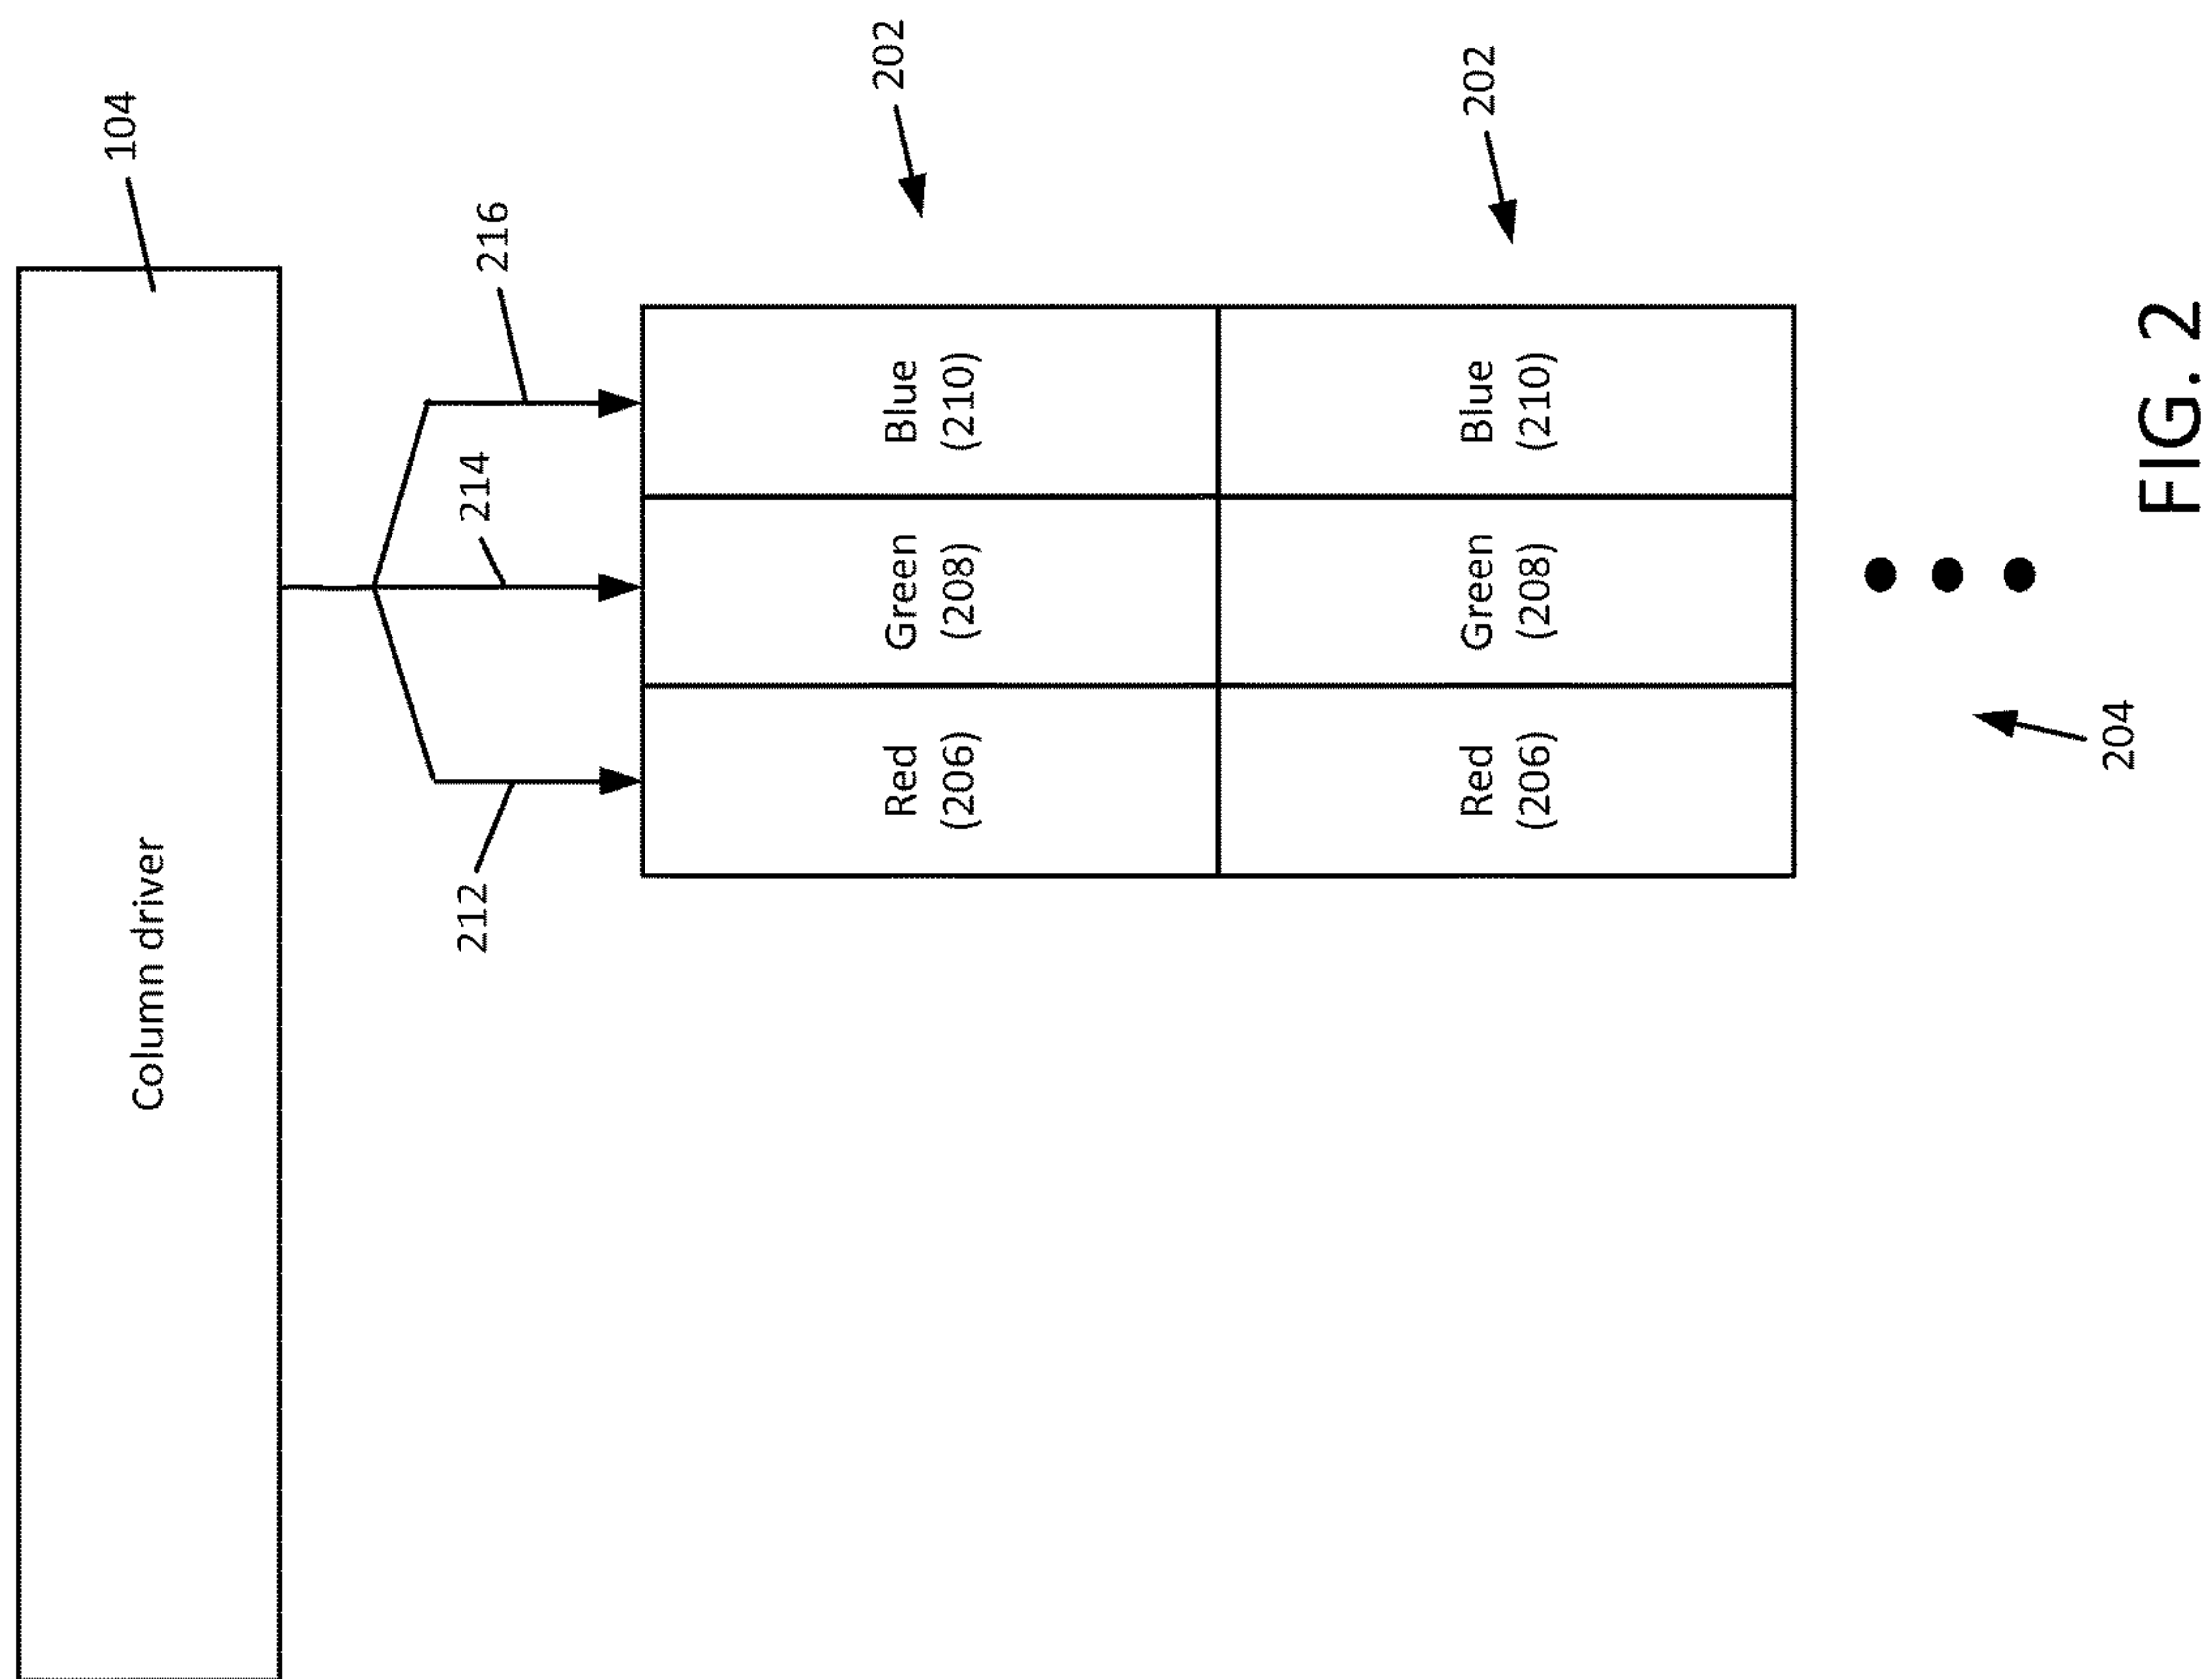 104
Column driver
212
214
216
202
Red
(206)
Green
(208)
Blue
(210)
202
Red
(206)
Green
(208)
Blue
(210)
204
FIG. 2